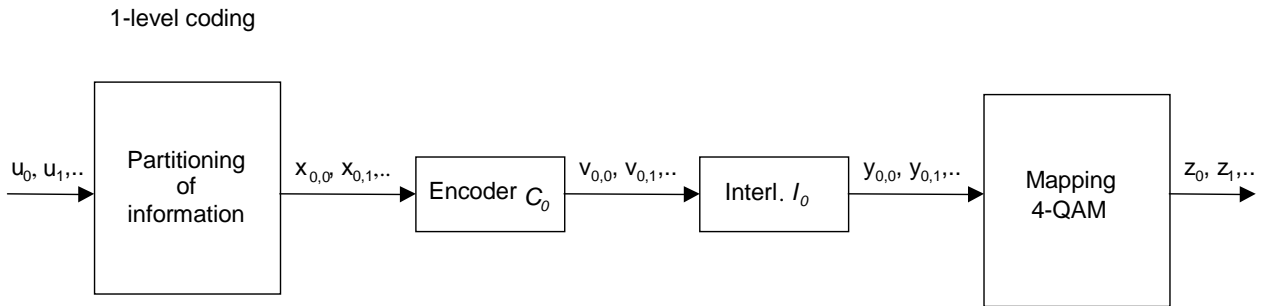 1-level coding
u₀, u₁,..
Partitioning
of
information
x₀,₀, x₀,₁,..
Encoder C₀
v₀,₀, v₀,₁,..
Interl. I₀
y₀,₀, y₀,₁,..
Mapping
4-QAM
z₀, z₁,..